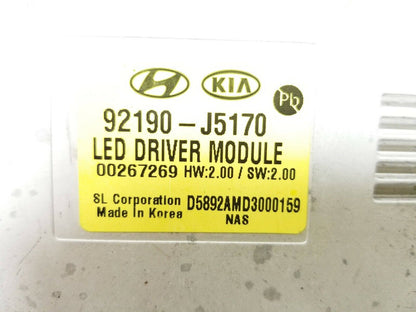 KIA Pb
92190-J5170
LED DRIVER MODULE
00267269 HW:2.00 / SW:2.00
SL Corporation D5892AMD3000159
Made In Korea NAS